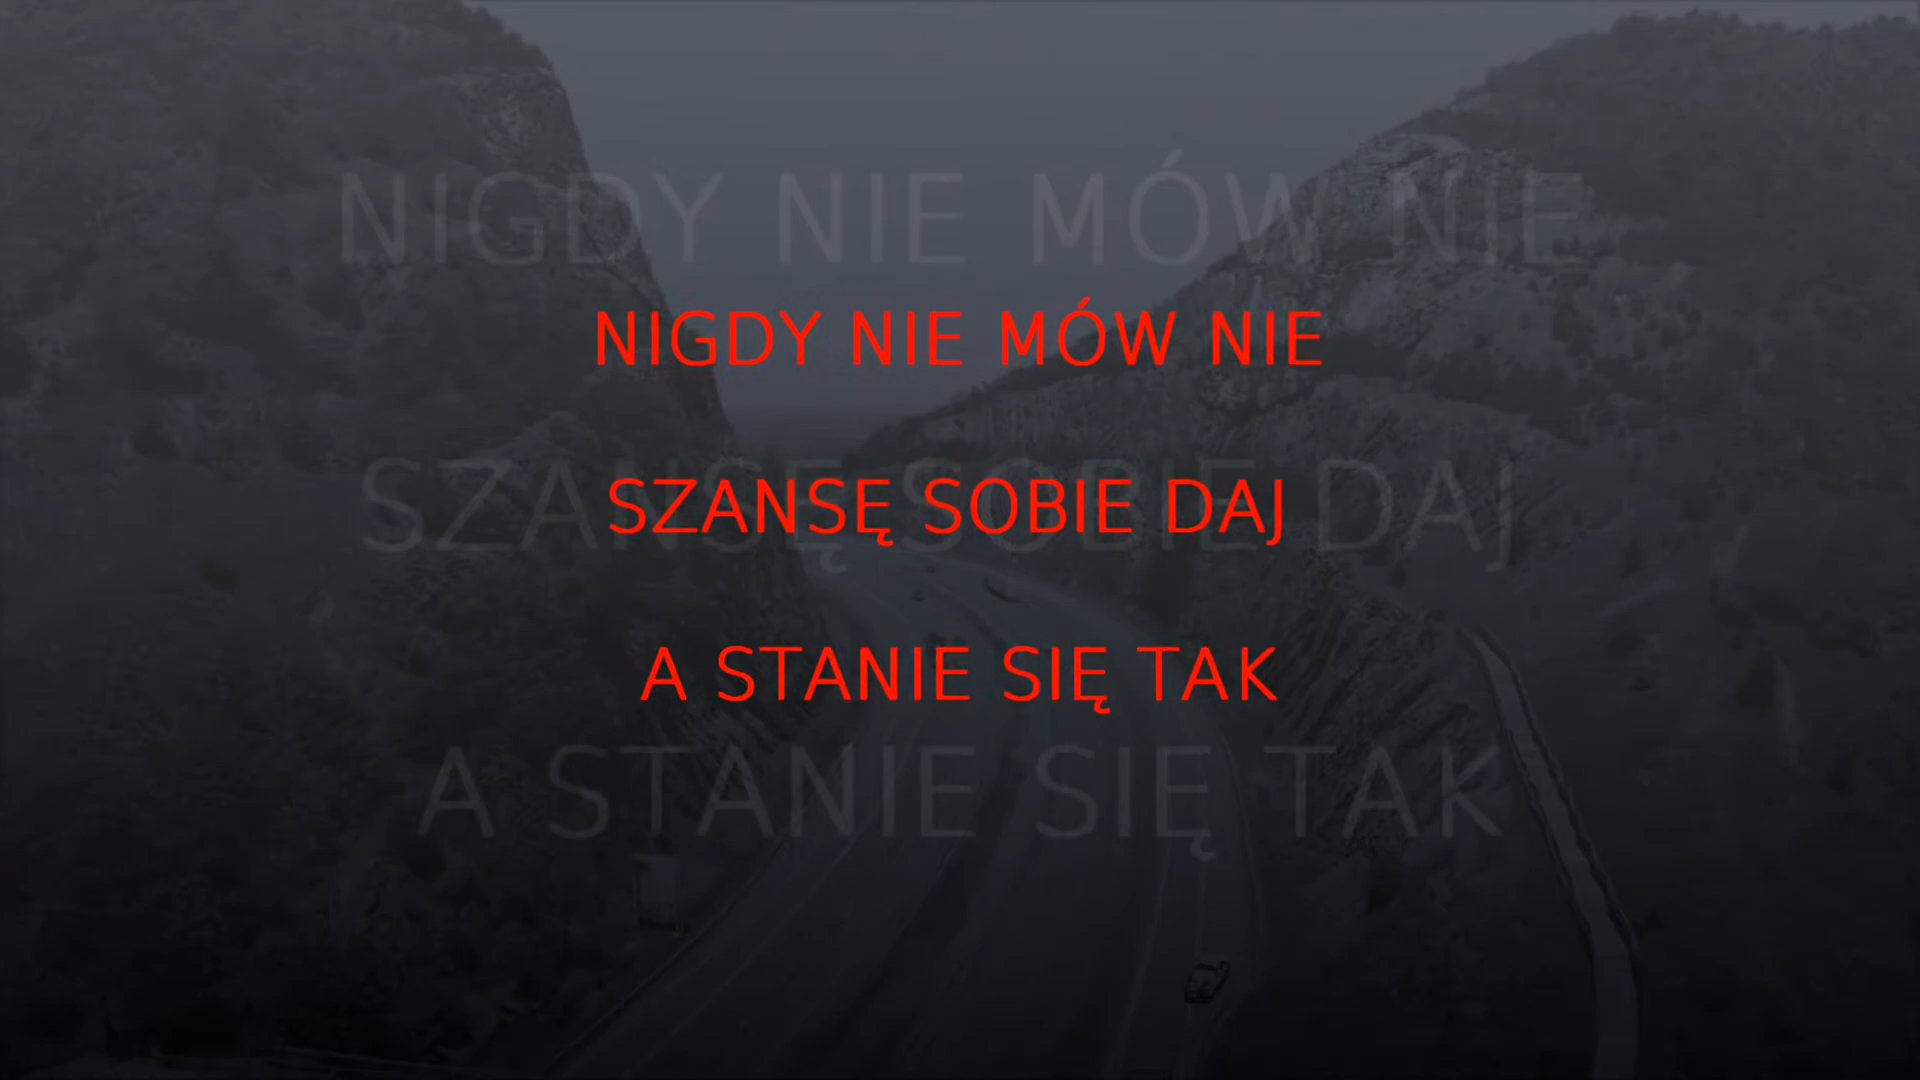 NIGDY NIE MÓW NIE
NIGDY NIE MÓW NIE
SZANSĘ SOBIE DAJ
SZANSĘ SOBIE DAJ
A STANIE SIĘ TAK
A STANIE SIĘ TAK